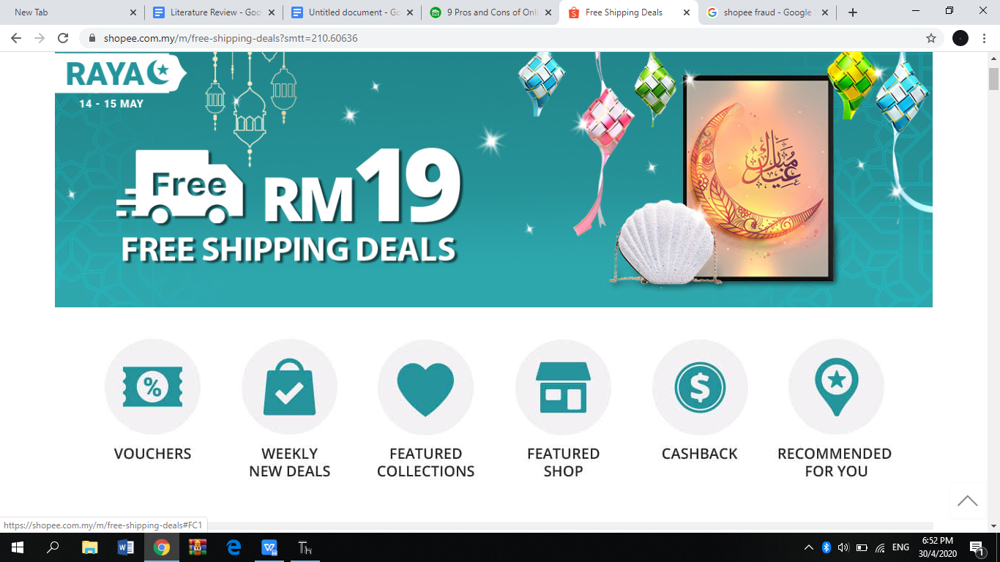 New Tab
Literature Review - Goo
Untitled document - Go
9 Pros and Cons of Onli
Free Shipping Deals
shopee fraud - Google
shopee.com.my/m/free-shipping-deals?smtt=210.60636
RAYA
14 - 15 MAY
Free
RM19
FREE SHIPPING DEALS
عيد
مبارك
%
$
VOUCHERS
WEEKLY
NEW DEALS
FEATURED
COLLECTIONS
FEATURED
SHOP
CASHBACK
RECOMMENDED
FOR YOU
https://shopee.com.my/m/free-shipping-deals#FC1
ENG
6:52 PM
30/4/2020
1